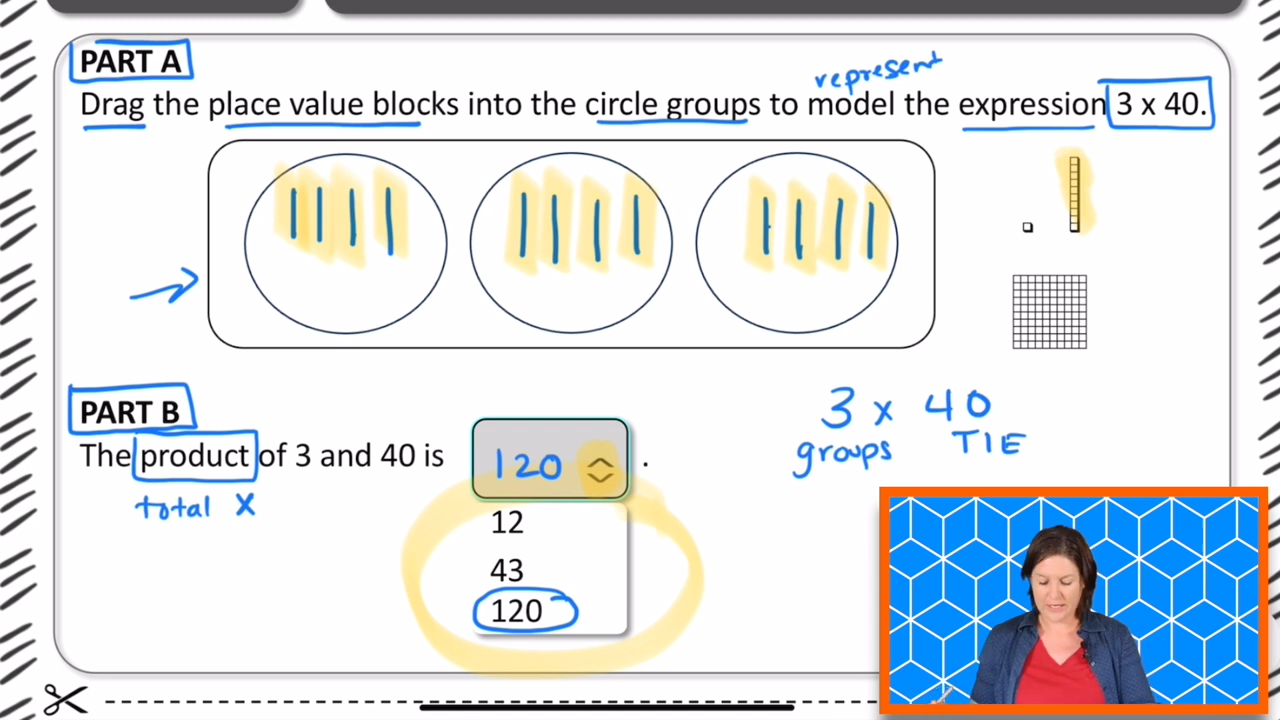 PART A
represent
Drag the place value blocks into the circle groups to model the expression 3 x 40.
PART B
3 x 40
The product of 3 and 40 is 120 .
groups TIE
total x
12
43
120